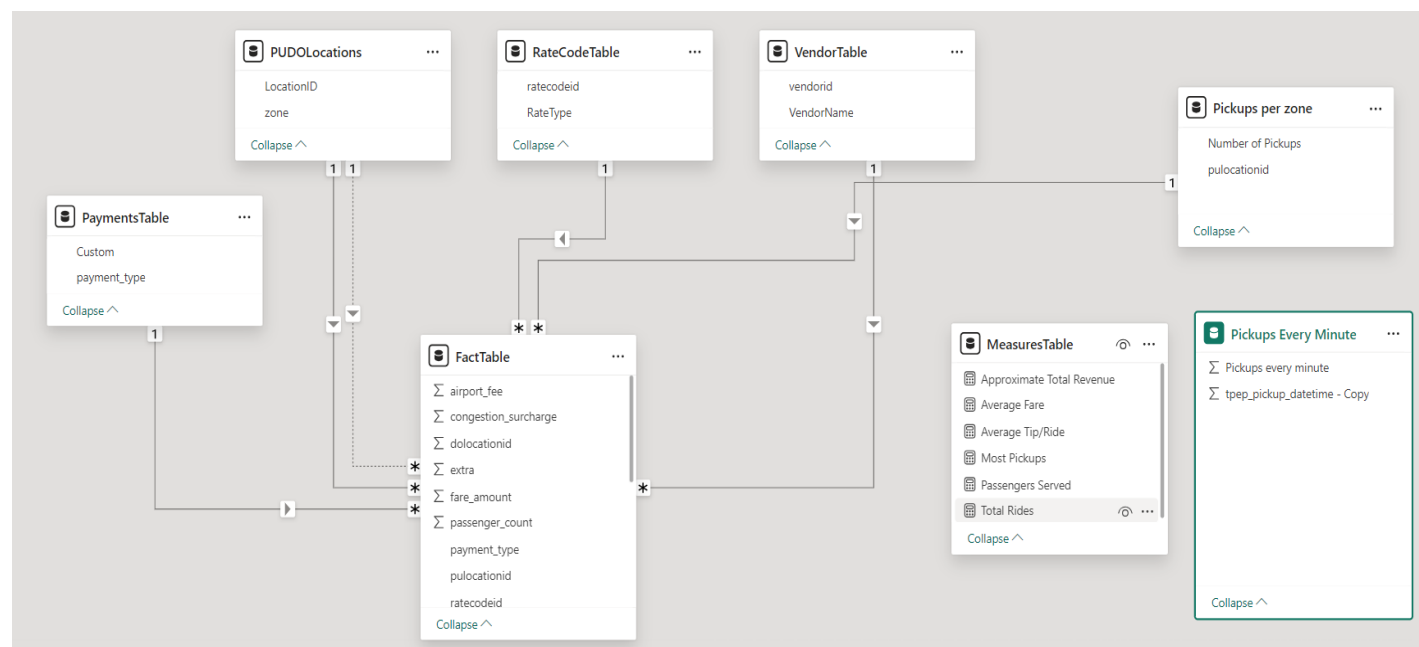 PUDOLocations ...
LocationID
zone
Collapse
RateCodeTable ...
ratecodeid
RateType
Collapse
VendorTable ...
vendorid
VendorName
Collapse
Pickups per zone ...
Number of Pickups
pulocationid
Collapse
1 1
1
1
1
PaymentsTable ...
Custom
payment_type
Collapse
1
* *
FactTable ...
Σ airport_fee
Σ congestion_surcharge
Σ dolocationid
Σ extra
Σ fare_amount
Σ passenger_count
payment_type
pulocationid
ratecodeid
Collapse
*
*
*
*
MeasuresTable ...
Approximate Total Revenue
Average Fare
Average Tip/Ride
Most Pickups
Passengers Served
Total Rides ...
Collapse
Pickups Every Minute ...
Σ Pickups every minute
Σ tpep_pickup_datetime - Copy
Collapse